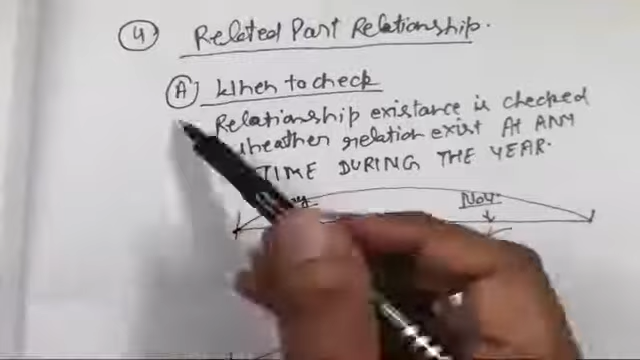 4 Related Part Relationship.
A When to check
Relationship existance is checked
wheather relation exist At ANY
TIME DURING THE YEAR.
Nov